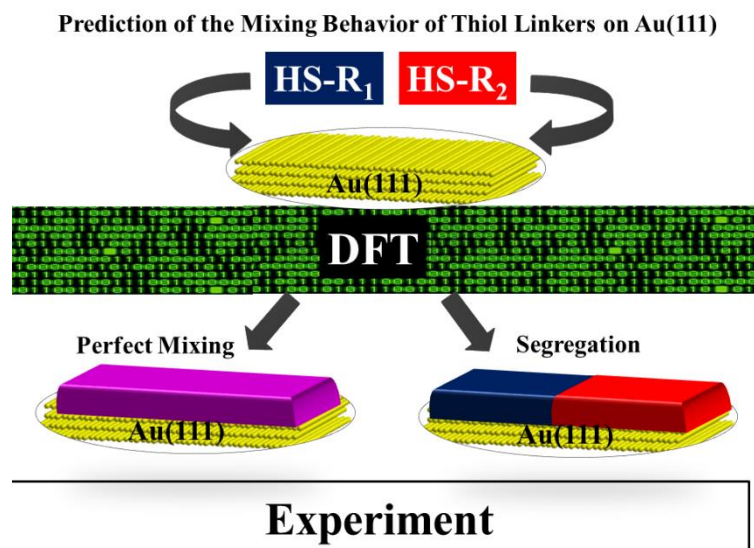 Prediction of the Mixing Behavior of Thiol Linkers on Au(111)
HS-R₁ HS-R₂
Au(111)
DFT
Perfect Mixing
Segregation
Au(111)
Au(111)
Experiment